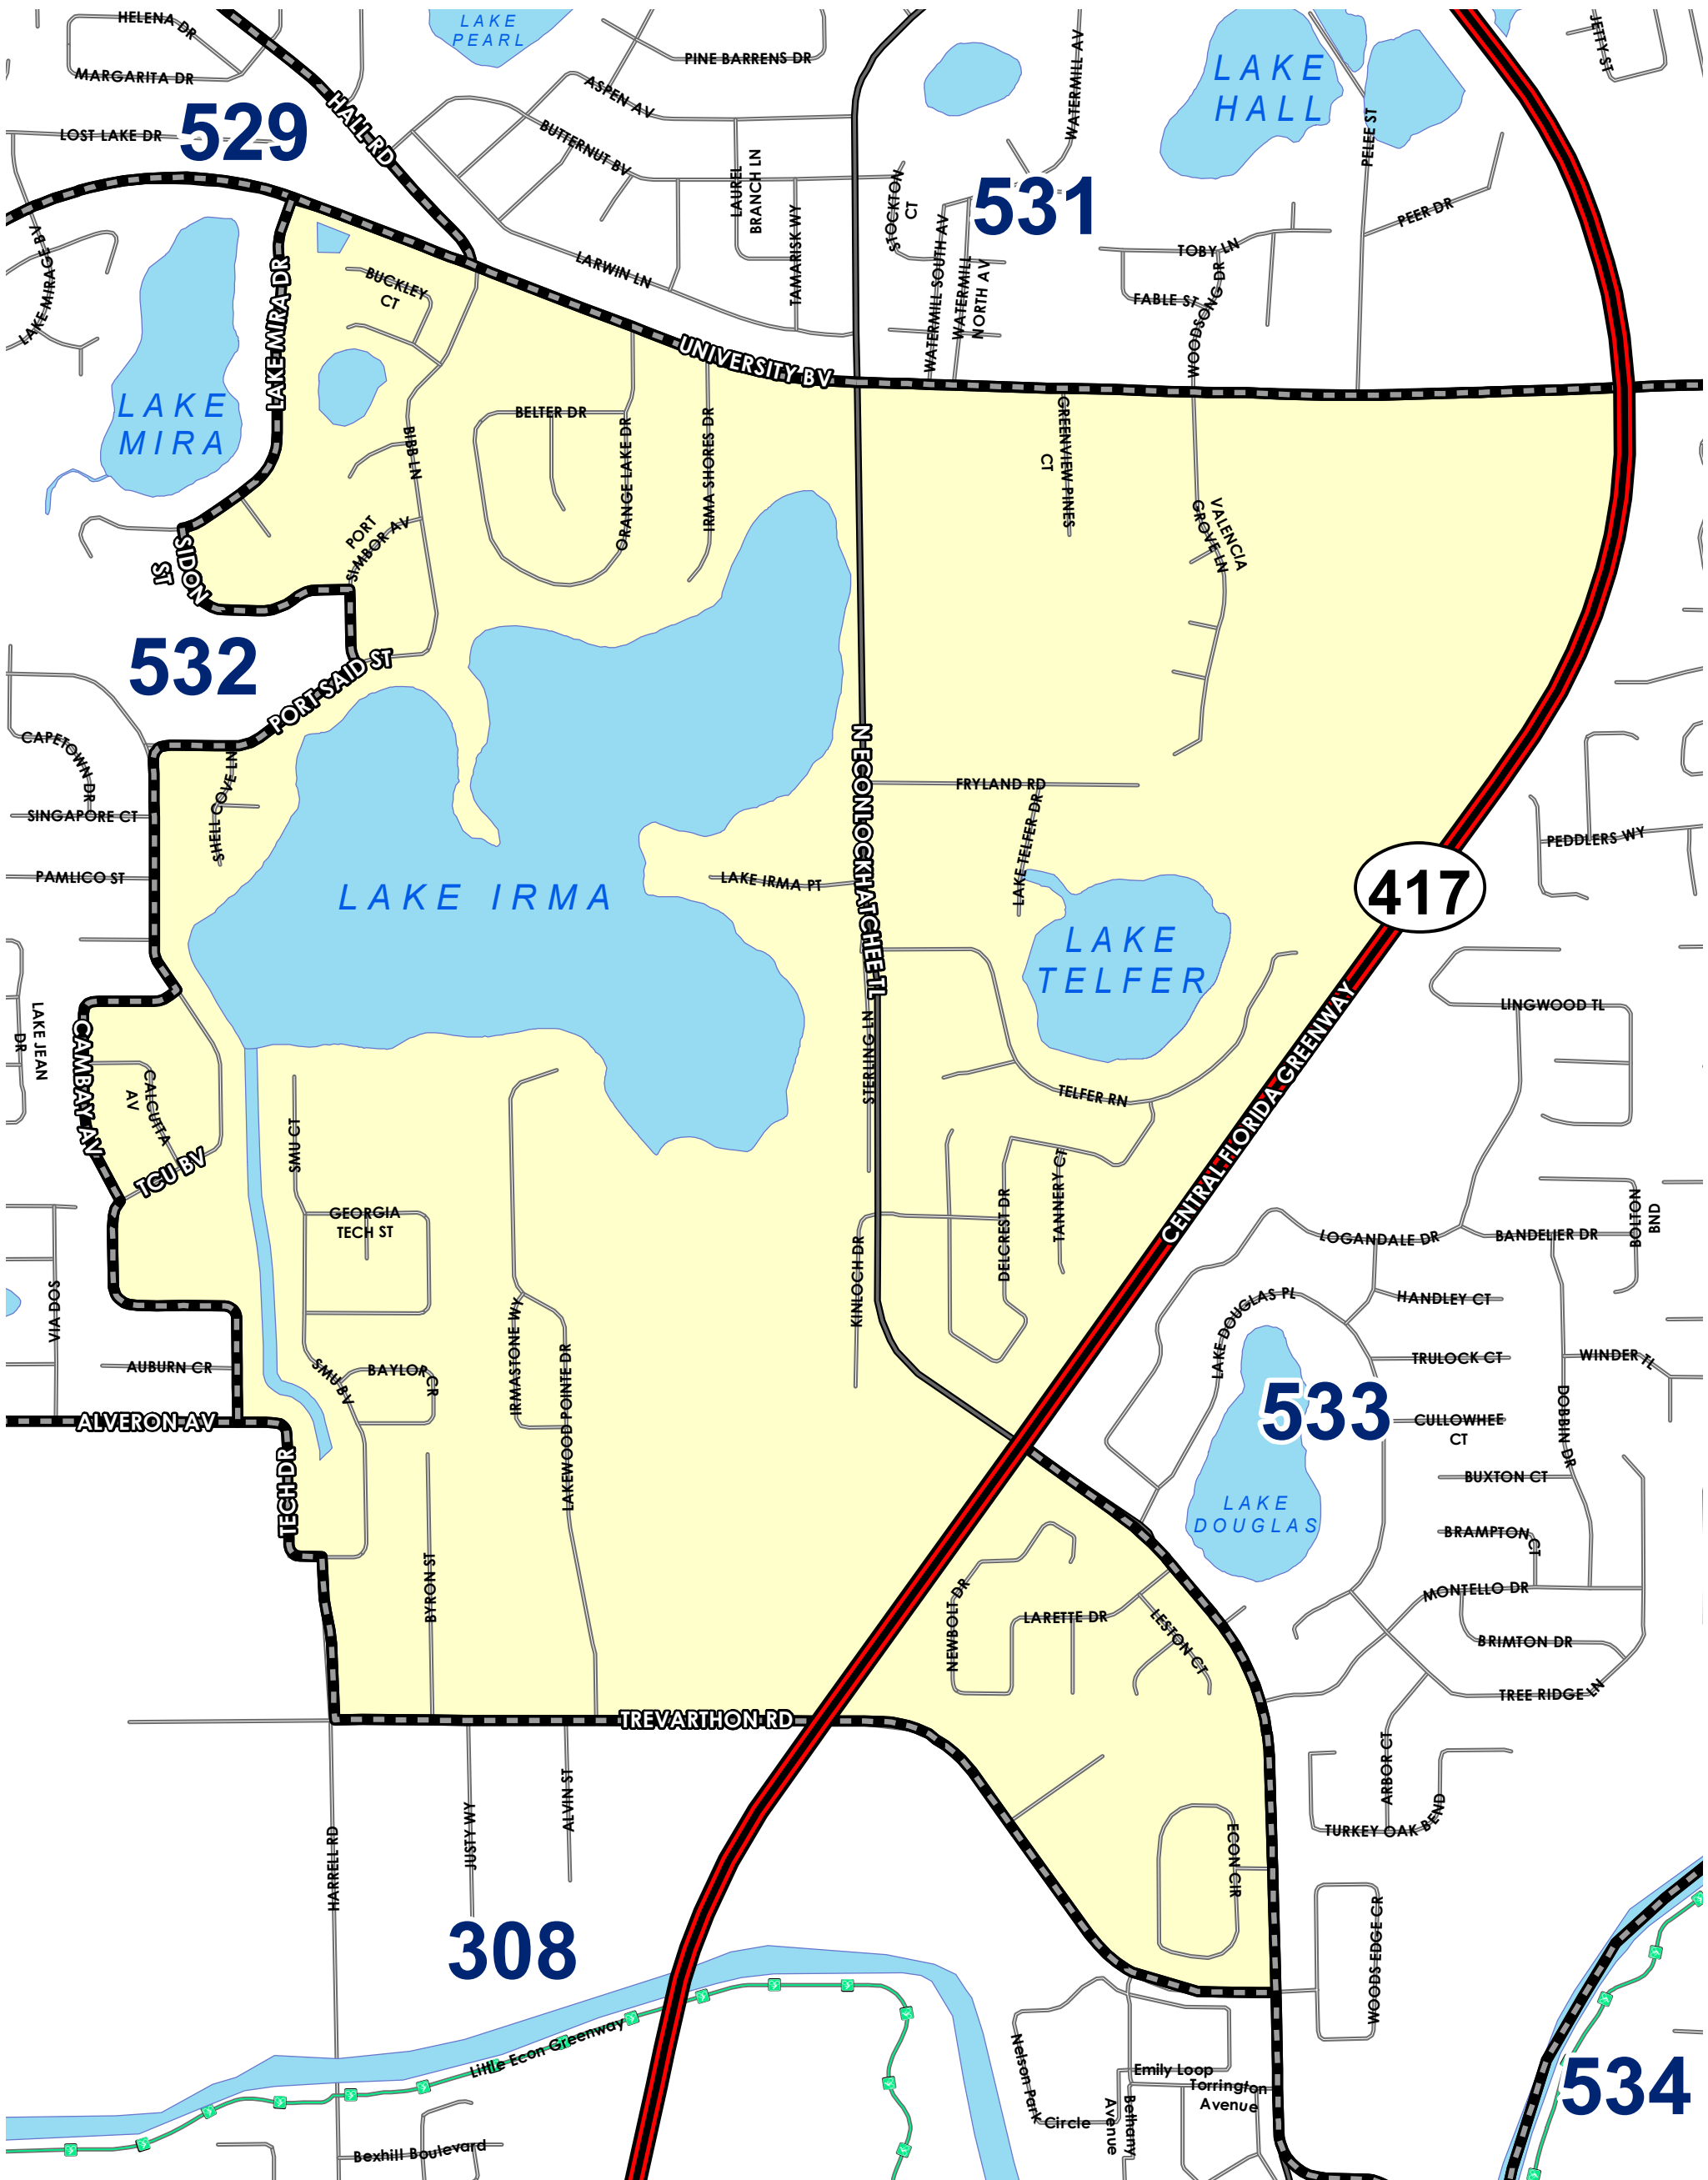 HELENA DR
LAKE
PEARL
MARGARITA DR
PINE BARRENS DR
JETTY ST
WATERMILL AV
LAKE
HALL
ASPEN AV
529
HALL RD
LOST LAKE DR
BUTTERNUT BV
PELEE ST
LAUREL
BRANCH LN
STOCKTON
CT
531
PEER DR
LAKE MIRAGE BV
LARWIN LN
TAMARISK WY
WATERMILL SOUTH AV
WATERMILL
NORTH AV
TOBY LN
FABLE ST
WOODSONG DR
BUCKLEY
CT
LAKE MIRA DR
UNIVERSITY BV
LAKE
MIRA
BELTER DR
BIBB LN
ORANGE LAKE DR
IRMA SHORES DR
GREENVIEW PINES
CT
VALENCIA
GROVE LN
PORT
SIMBOR AV
SIDON
ST
532
PORT SAID ST
CAPETOWN DR
SHELL COVE LN
SINGAPORE CT
PAMLICO ST
N ECONLOCKHATCHEE TL
FRYLAND RD
LAKE TELFER DR
PEDDLERS WY
LAKE IRMA
LAKE IRMA PT
417
LAKE
TELFER
LINGWOOD TL
LAKE JEAN
DR
CAMBAY AV
CALCUTTA
AV
TCU BV
STERLING LN
TELFER RN
CENTRAL FLORIDA GREENWAY
SMU CT
GEORGIA
TECH ST
DELCREST DR
TANNERY CT
KINLOCH DR
LOGANDALE DR
BANDELIER DR
BOLTON
BND
SODA VIA
LAKE DOUGLAS PL
HANDLEY CT
AUBURN CR
SMU BV
BAYLOR
CR
IRMASTONE WY
LAKEWOOD POINTE DR
TRULOCK CT
WINDER TL
533
DOBBIN DR
ALVERON AV
CULLOWHEE
CT
TECH DR
BUXTON CT
LAKE
DOUGLAS
BRAMPTON
CT
BYRON ST
NEWBOLT DR
LARETTE DR
LESTON CT
MONTELLO DR
BRIMTON DR
TREE RIDGE LN
TREVARTHON RD
ARBOR CT
TURKEY OAK BEND
HARRELL RD
JUSTY WY
ALVIN ST
ECON CIR
WOODS EDGE CR
308
Little Econ Greenway
Nelson Park
Circle
Emily Loop
Torrington
Avenue
Bethany
Avenue
534
Bexhill Boulevard